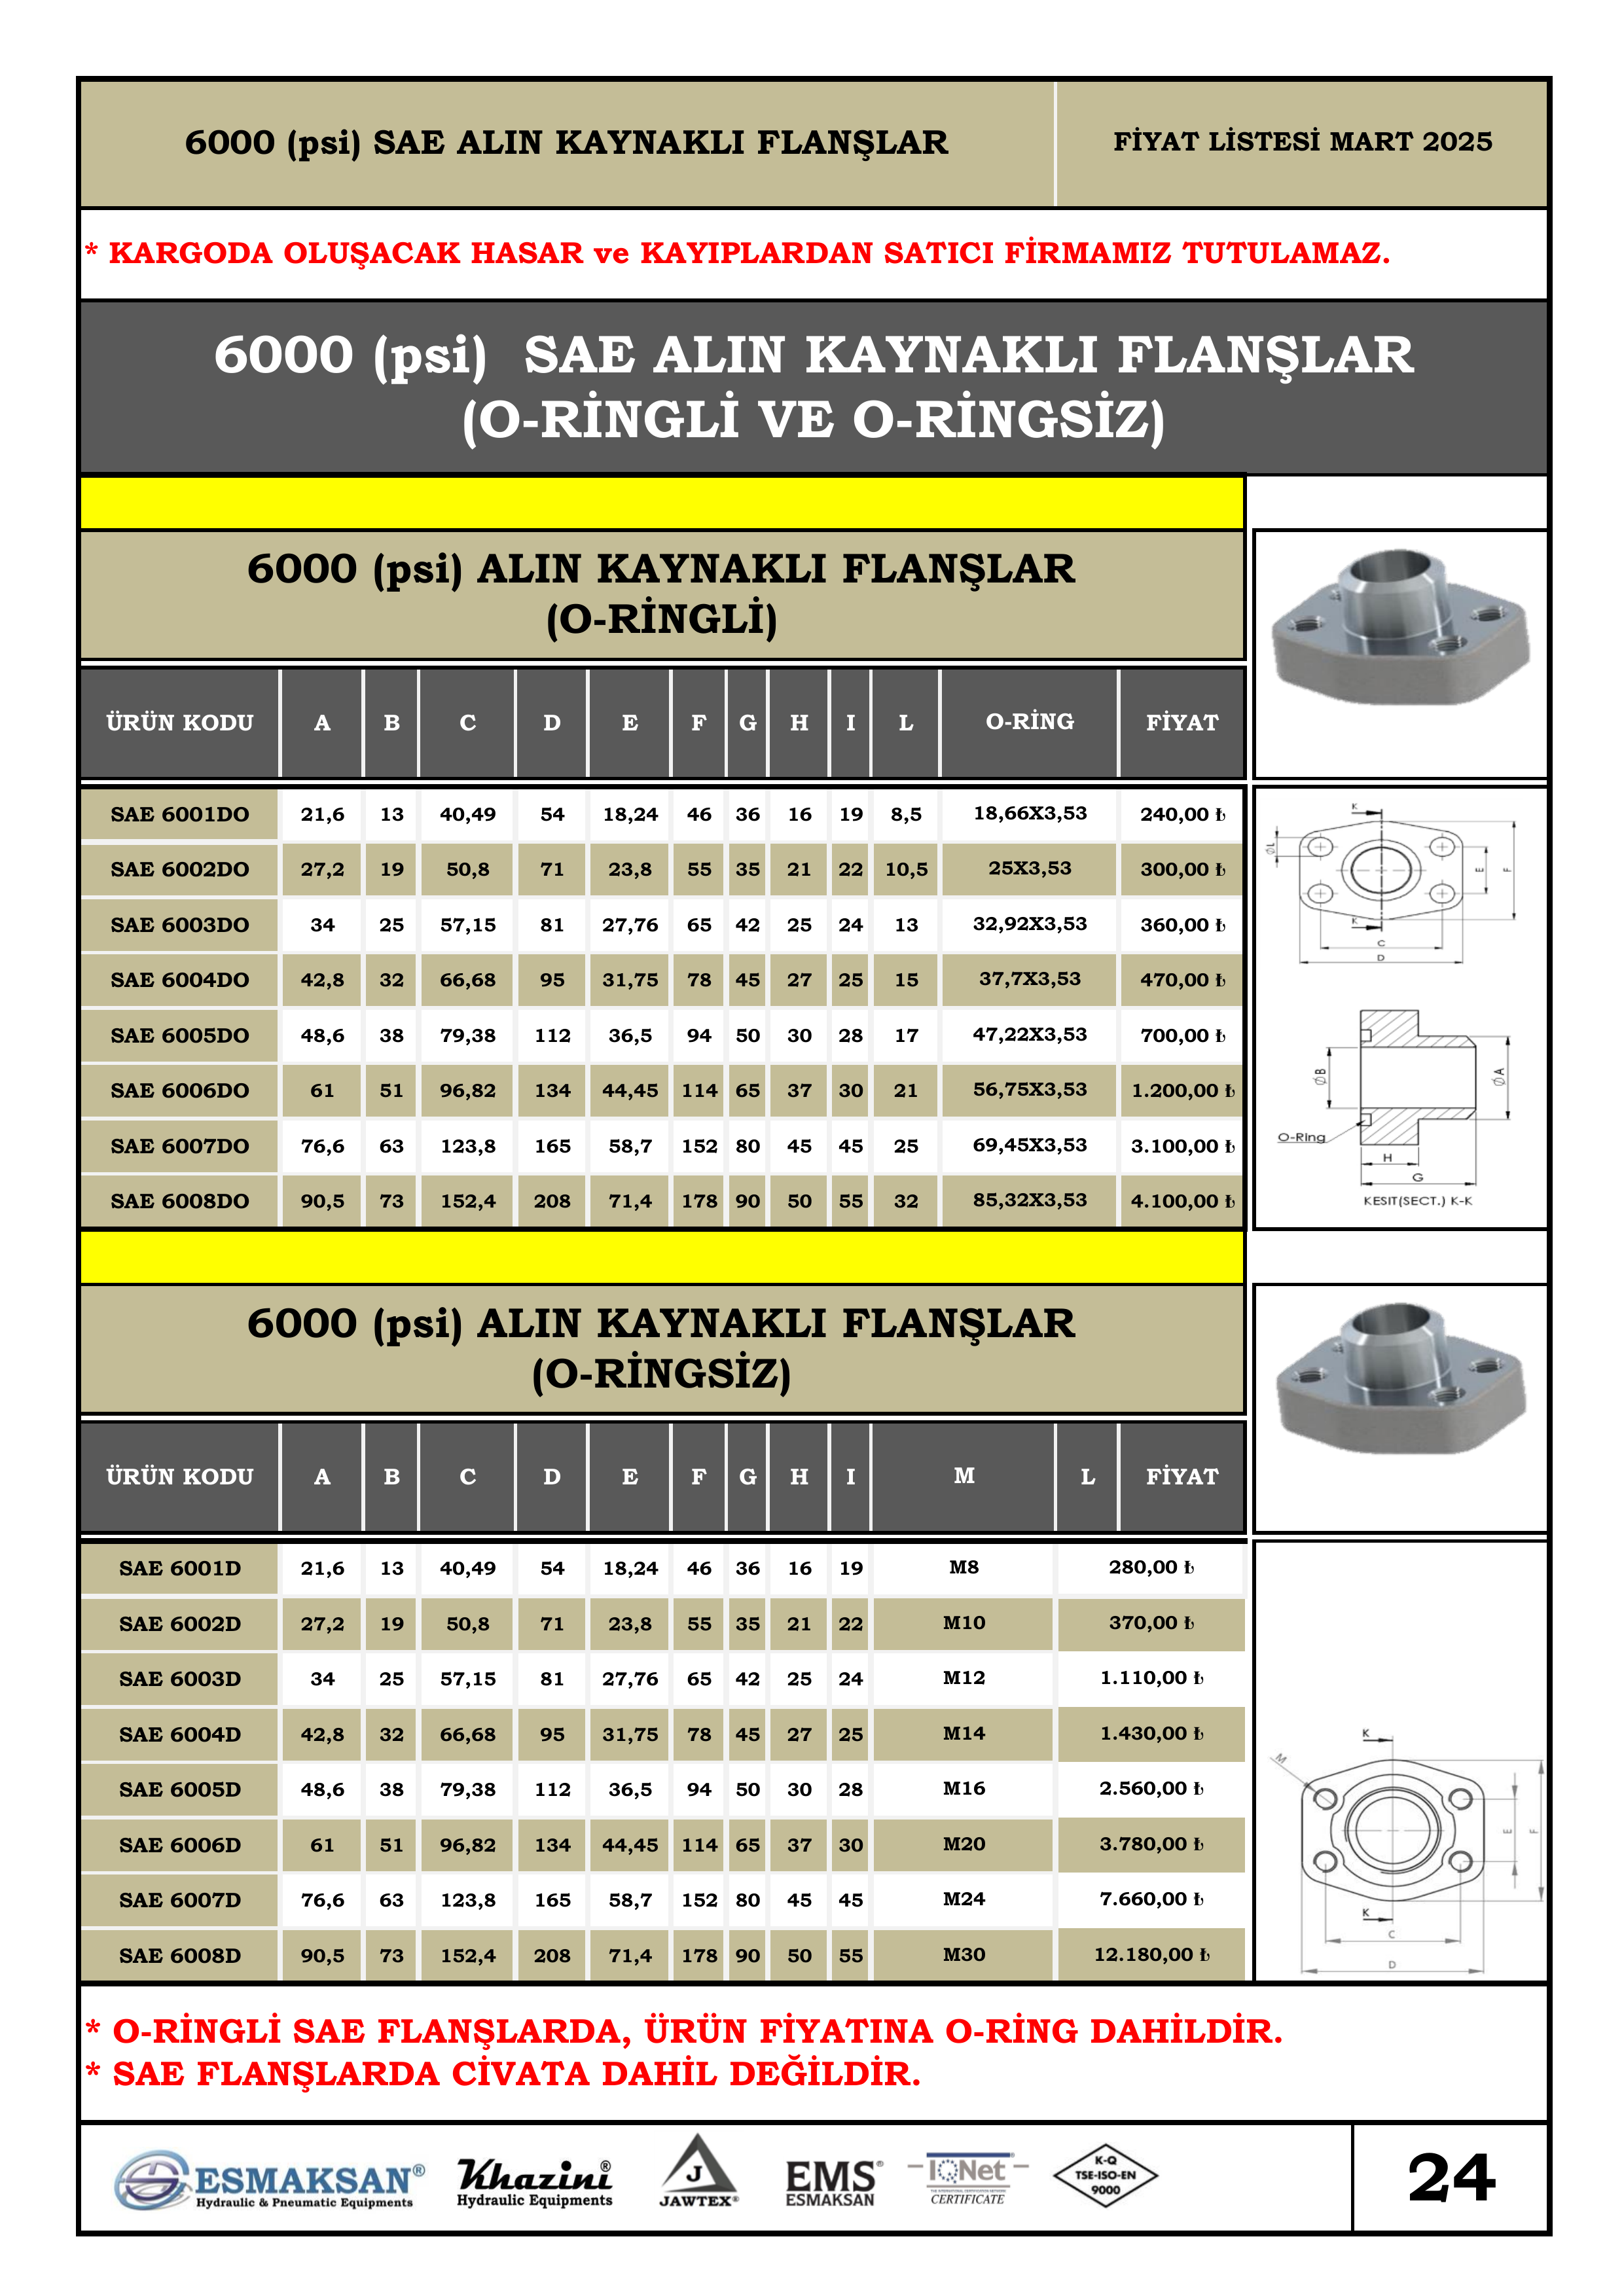 6000 (psi) SAE ALIN KAYNAKLI FLANŞLAR
FİYAT LİSTESİ MART 2025
* KARGODA OLUŞACAK HASAR ve KAYIPLARDAN SATICI FİRMAMIZ TUTULAMAZ.
6000 (psi) SAE ALIN KAYNAKLI FLANŞLAR
(O-RİNGLİ VE O-RİNGSİZ)
6000 (psi) ALIN KAYNAKLI FLANŞLAR
(O-RİNGLİ)
ÜRÜN KODU A B C D E F G H I L O-RİNG FİYAT
SAE 6001DO 21,6 13 40,49 54 18,24 46 36 16 19 8,5 18,66X3,53 240,00 ₺
SAE 6002DO 27,2 19 50,8 71 23,8 55 35 21 22 10,5 25X3,53 300,00 ₺
SAE 6003DO 34 25 57,15 81 27,76 65 42 25 24 13 32,92X3,53 360,00 ₺
SAE 6004DO 42,8 32 66,68 95 31,75 78 45 27 25 15 37,7X3,53 470,00 ₺
SAE 6005DO 48,6 38 79,38 112 36,5 94 50 30 28 17 47,22X3,53 700,00 ₺
SAE 6006DO 61 51 96,82 134 44,45 114 65 37 30 21 56,75X3,53 1.200,00 ₺
SAE 6007DO 76,6 63 123,8 165 58,7 152 80 45 45 25 69,45X3,53 3.100,00 ₺
SAE 6008DO 90,5 73 152,4 208 71,4 178 90 50 55 32 85,32X3,53 4.100,00 ₺
K
ØL
E
F
K
C
D
ØB
ØA
O-Ring
H
G
KESIT(SECT.) K-K
6000 (psi) ALIN KAYNAKLI FLANŞLAR
(O-RİNGSİZ)
ÜRÜN KODU A B C D E F G H I M L FİYAT
SAE 6001D 21,6 13 40,49 54 18,24 46 36 16 19 M8 280,00 ₺
SAE 6002D 27,2 19 50,8 71 23,8 55 35 21 22 M10 370,00 ₺
SAE 6003D 34 25 57,15 81 27,76 65 42 25 24 M12 1.110,00 ₺
SAE 6004D 42,8 32 66,68 95 31,75 78 45 27 25 M14 1.430,00 ₺
SAE 6005D 48,6 38 79,38 112 36,5 94 50 30 28 M16 2.560,00 ₺
SAE 6006D 61 51 96,82 134 44,45 114 65 37 30 M20 3.780,00 ₺
SAE 6007D 76,6 63 123,8 165 58,7 152 80 45 45 M24 7.660,00 ₺
SAE 6008D 90,5 73 152,4 208 71,4 178 90 50 55 M30 12.180,00 ₺
K
M
E
F
K
C
D
* O-RİNGLİ SAE FLANŞLARDA, ÜRÜN FİYATINA O-RİNG DAHİLDİR.
* SAE FLANŞLARDA CİVATA DAHİL DEĞİLDİR.
ESMAKSAN®
Hydraulic & Pneumatic Equipments
Khazini®
Hydraulic Equipments
J
JAWTEX®
EMS®
ESMAKSAN
IQNet®
CERTIFICATE
K-Q
TSE-ISO-EN
9000
24